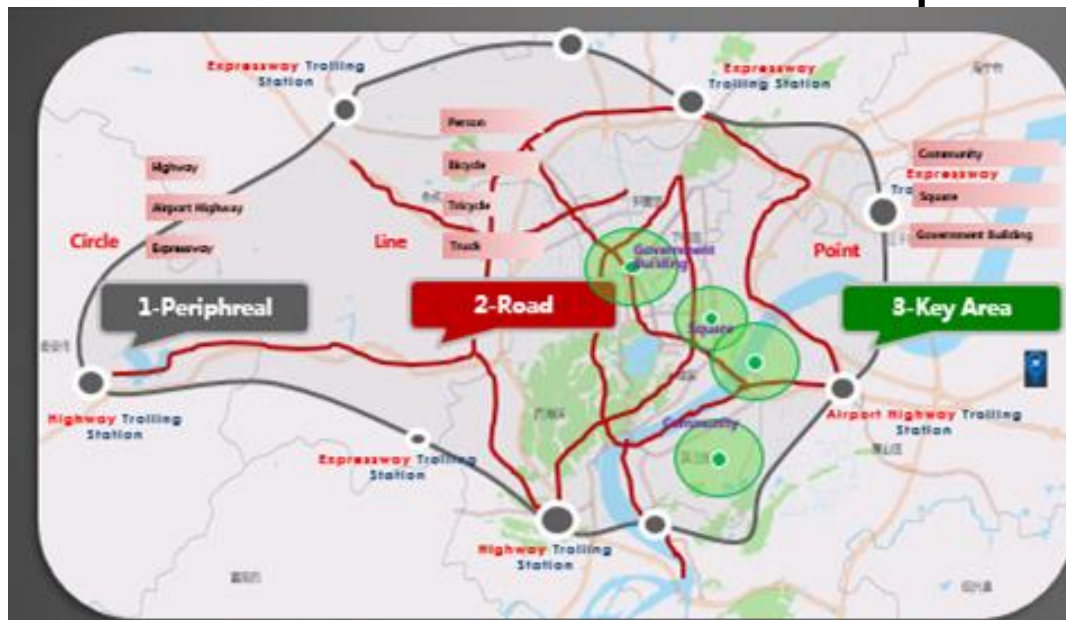 Expressway Trolling
Station
Expressway
Trolling Station
Person
Bicycle
Tricycle
Truck
Highway
Airport Highway
Expressway
Community
Expressway
Square
Government Building
Circle
Line
Point
Government
Building
1-Periphreal
2-Road
3-Key Area
Square
Highway Trolling
Station
Airport Highway Trolling
Station
Community
Expressway Trolling
Station
Highway Trolling
Station